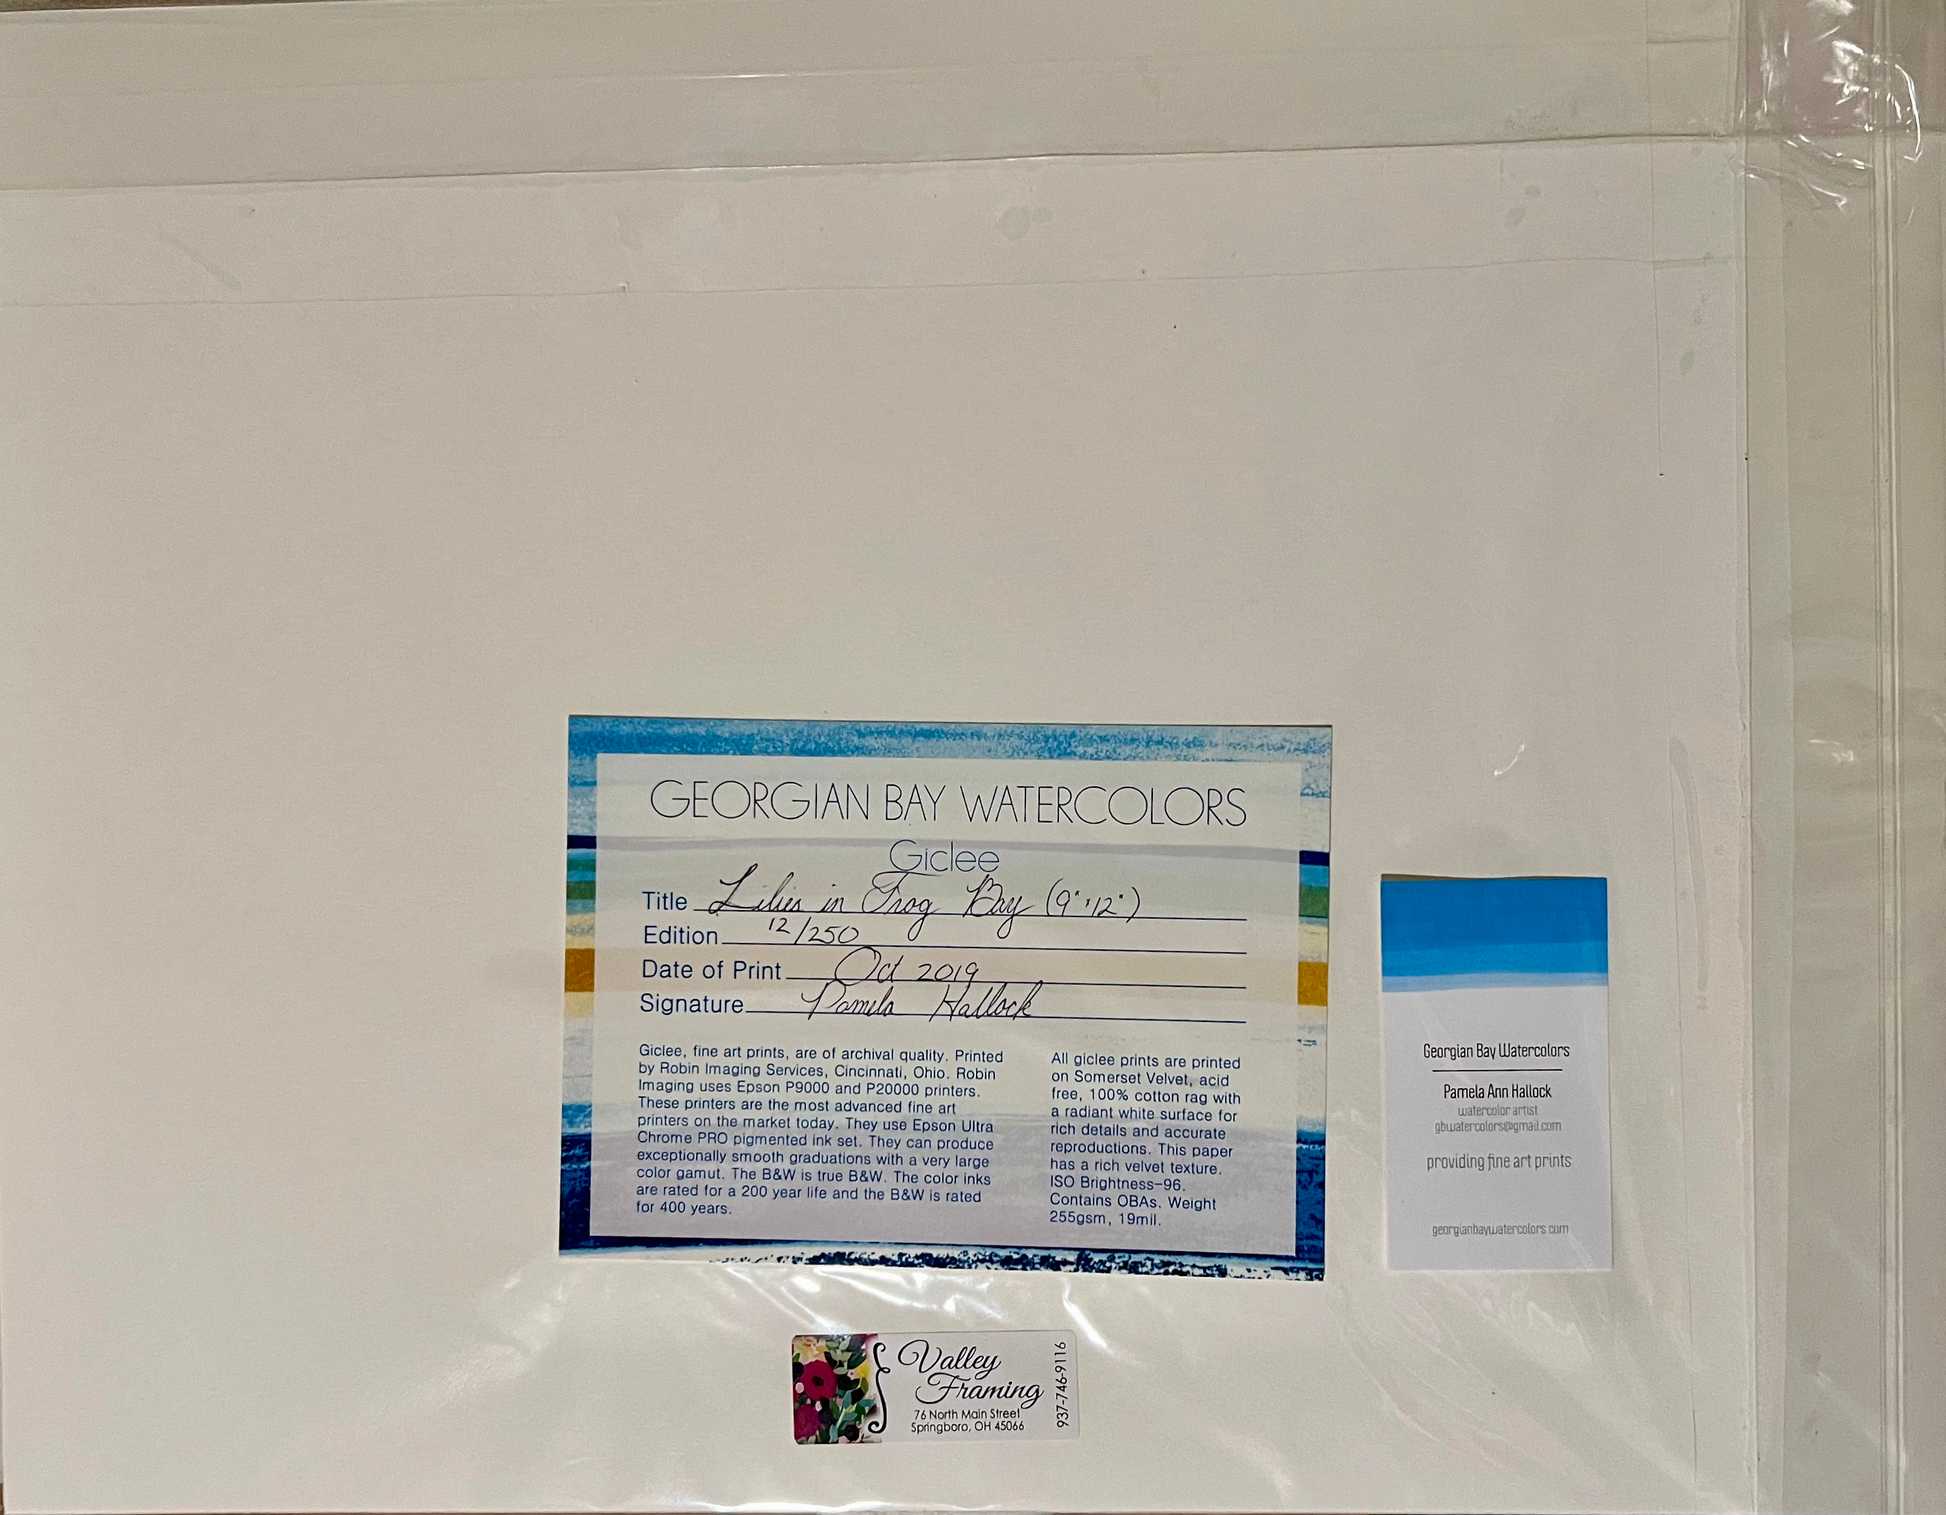 GEORGIAN BAY WATERCOLORS
Giclee
Title Lilies in Frog Bay (9"x12")
Edition 12/250
Date of Print Oct 2019
Signature Pamela Hallock
Giclee, fine art prints, are of archival quality. Printed
by Robin Imaging Services, Cincinnati, Ohio. Robin
Imaging uses Epson P9000 and P20000 printers.
These printers are the most advanced fine art
printers on the market today. They use Epson Ultra
Chrome PRO pigmented ink set. They can produce
exceptionally smooth graduations with a very large
color gamut. The B&W is true B&W. The color inks
are rated for a 200 year life and the B&W is rated
for 400 years.
All giclee prints are printed
on Somerset Velvet, acid
free, 100% cotton rag with
a radiant white surface for
rich details and accurate
reproductions. This paper
has a rich velvet texture.
ISO Brightness-96.
Contains OBAs. Weight
255gsm, 19mil.
Georgian Bay Watercolors
Pamela Ann Hallock
watercolor artist
gbwatercolors@gmail.com
providing fine art prints
georgianbaywatercolors.com
Valley
Framing
76 North Main Street
Springboro, OH 45066
937-746-9116